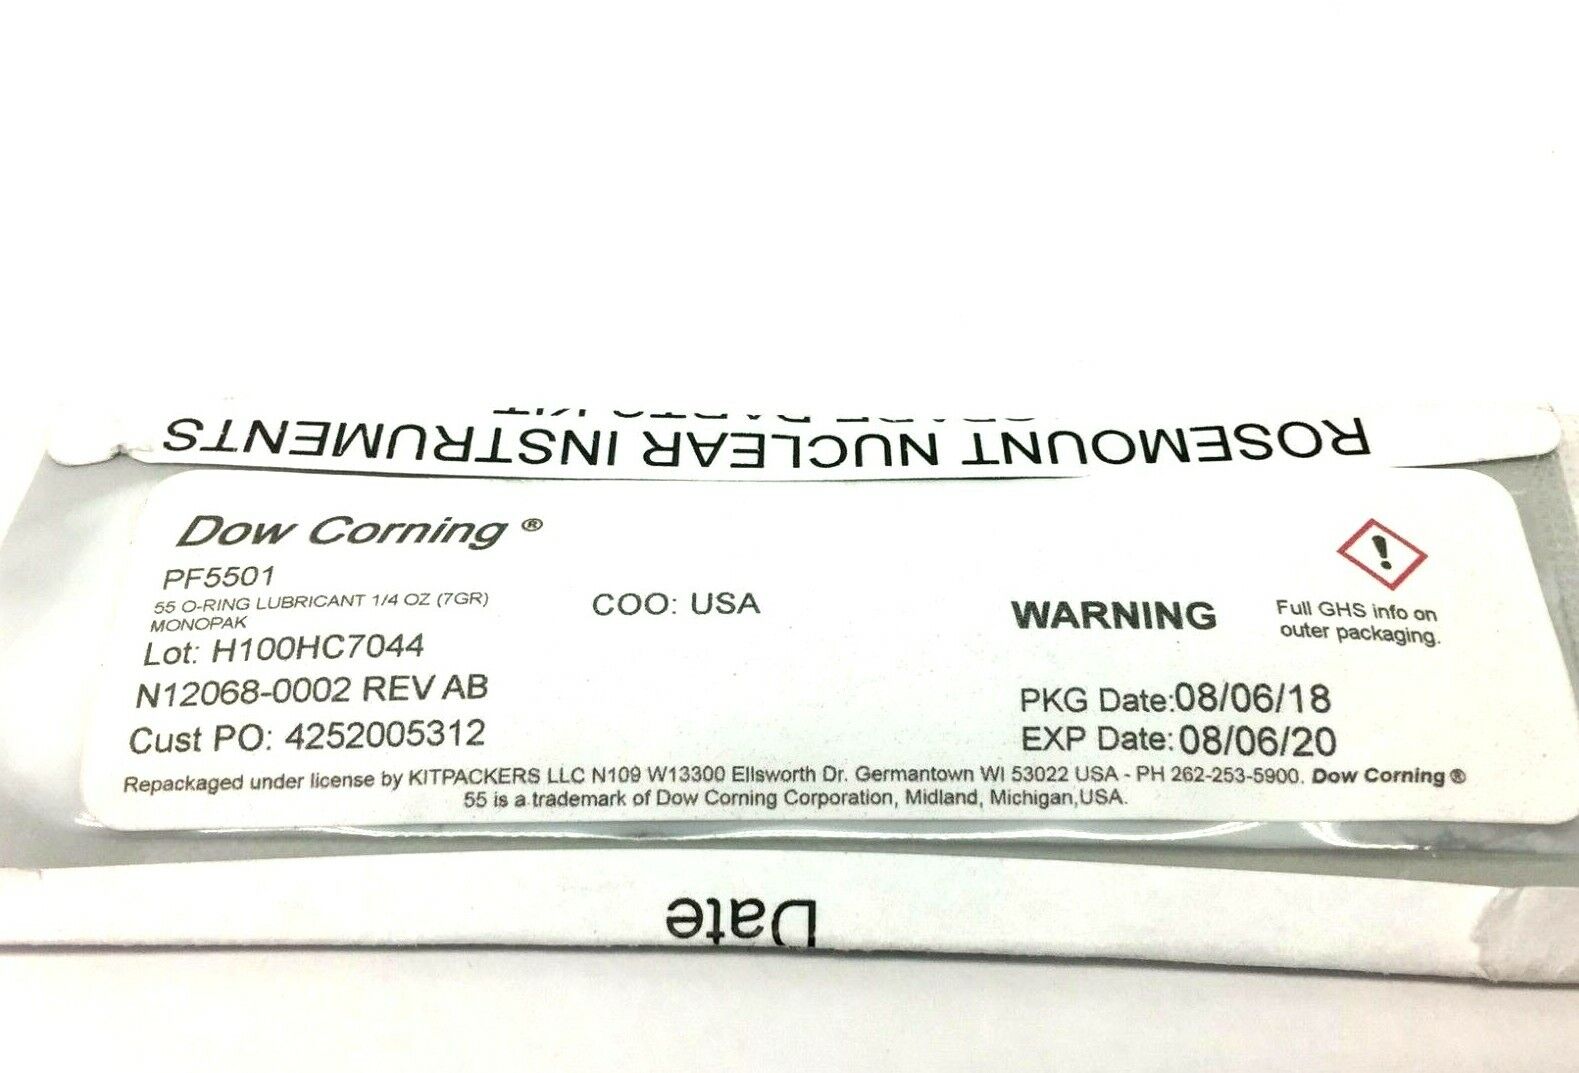 SPARE PARTS KIT
ROSEMOUNT NUCLEAR INSTRUMENTS
Dow Corning ®
PF5501
55 O-RING LUBRICANT 1/4 OZ (7GR)
MONOPAK
Lot: H100HC7044
N12068-0002 REV AB
Cust PO: 4252005312
COO: USA
WARNING
Full GHS info on
outer packaging.
PKG Date:08/06/18
EXP Date:08/06/20
Repackaged under license by KITPACKERS LLC N109 W13300 Ellsworth Dr. Germantown WI 53022 USA - PH 262-253-5900. Dow Corning ®
55 is a trademark of Dow Corning Corporation, Midland, Michigan,USA.
Date